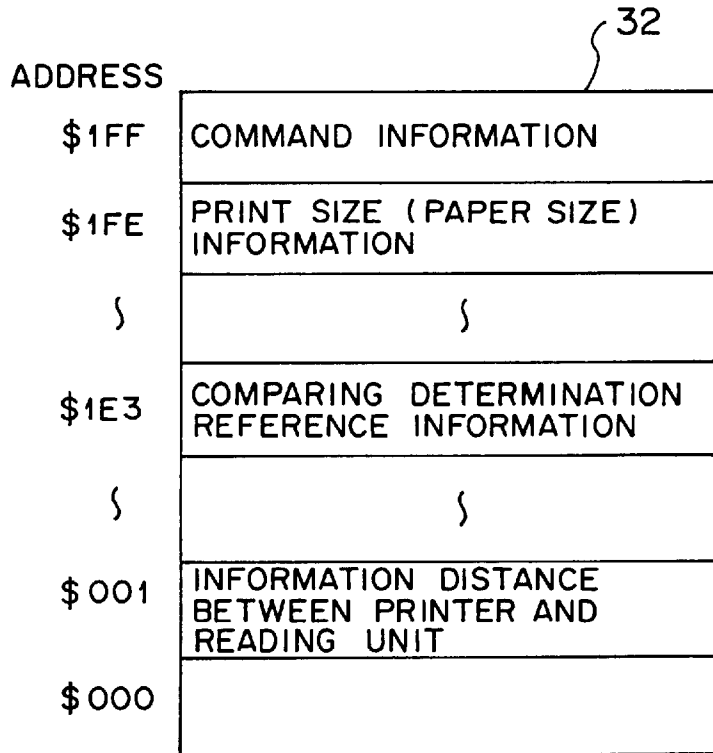 32
ADDRESS
$1FF COMMAND INFORMATION
$1FE PRINT SIZE (PAPER SIZE)
INFORMATION
$1E3 COMPARING DETERMINATION
REFERENCE INFORMATION
$001 INFORMATION DISTANCE
BETWEEN PRINTER AND
READING UNIT
$000